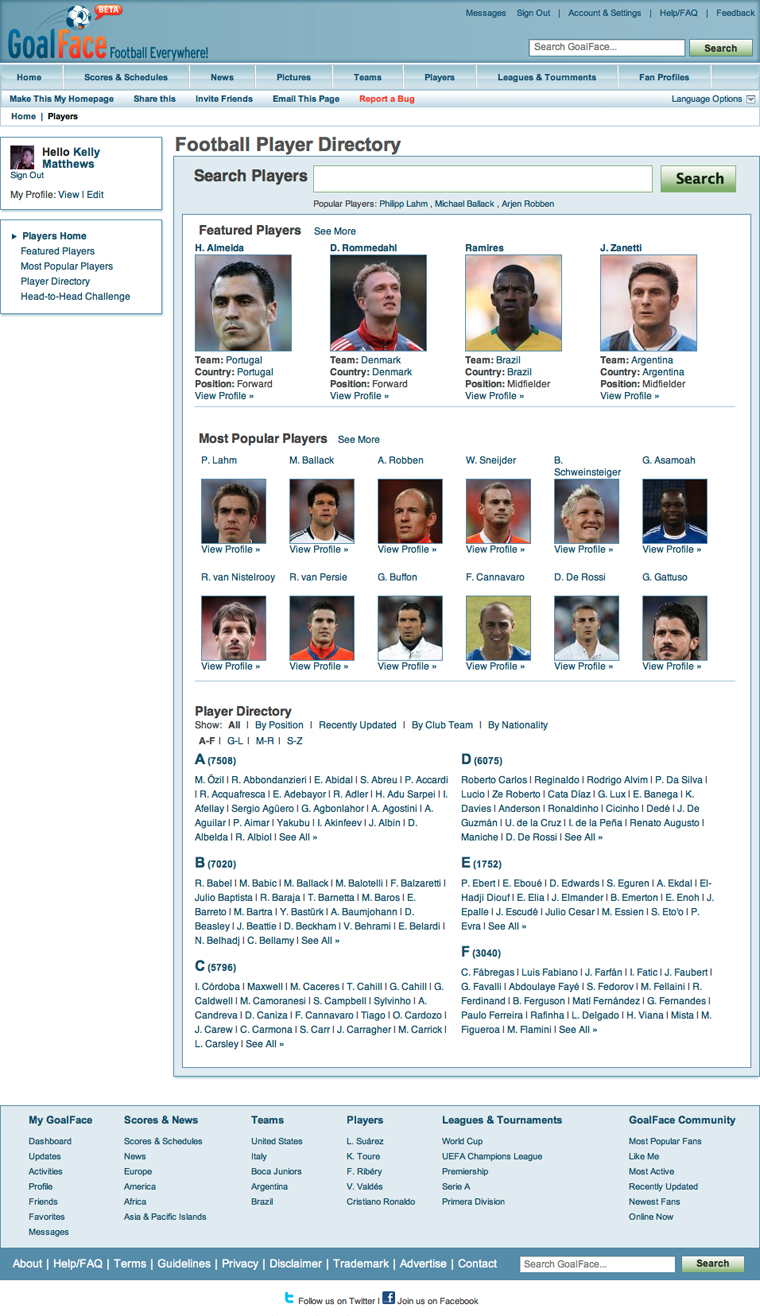 Messages Sign Out | Account & Settings | Help/FAQ | Feedback
BETA
GoalFace Football Everywhere!
Search GoalFace... Search
Home Scores & Schedules News Pictures Teams Players Leagues & Tournments Fan Profiles
Make This My Homepage Share this Invite Friends Email This Page Report a Bug Language Options
Home | Players
Hello Kelly
Matthews
Sign Out
My Profile: View | Edit
Players Home
Featured Players
Most Popular Players
Player Directory
Head-to-Head Challenge
Football Player Directory
Search Players Search
Popular Players: Philipp Lahm , Michael Ballack , Arjen Robben
Featured Players See More
H. Almeida D. Rommedahl Ramires J. Zanetti
Team: Portugal Team: Denmark Team: Brazil Team: Argentina
Country: Portugal Country: Denmark Country: Brazil Country: Argentina
Position: Forward Position: Forward Position: Midfielder Position: Midfielder
View Profile » View Profile » View Profile » View Profile »
Most Popular Players See More
P. Lahm M. Ballack A. Robben W. Sneijder B. Schweinsteiger G. Asamoah
View Profile » View Profile » View Profile » View Profile » View Profile » View Profile »
R. van Nistelrooy R. van Persie G. Buffon F. Cannavaro D. De Rossi G. Gattuso
View Profile » View Profile » View Profile » View Profile » View Profile » View Profile »
Player Directory
Show: All | By Position | Recently Updated | By Club Team | By Nationality
A-F | G-L | M-R | S-Z
A (7508)
M. Özil | R. Abbondanzieri | E. Abidal | S. Abreu | P. Accardi
| R. Acquafresca | E. Adebayor | R. Adler | H. Adu Sarpei | I.
Afellay | Sergio Agüero | G. Agbonlahor | A. Agostini | A.
Aguilar | P. Aimar | Yakubu | I. Akinfeev | J. Albin | D.
Albelda | R. Albiol | See All »
B (7020)
R. Babel | M. Babic | M. Ballack | M. Balotelli | F. Balzaretti |
Julio Baptista | R. Baraja | T. Barnetta | M. Baros | E.
Barreto | M. Bartra | Y. Bastürk | A. Baumjohann | D.
Beasley | J. Beattie | D. Beckham | V. Behrami | E. Belardi |
N. Belhadj | C. Bellamy | See All »
C (5796)
I. Córdoba | Maxwell | M. Caceres | T. Cahill | G. Cahill | G.
Caldwell | M. Camoranesi | S. Campbell | Sylvinho | A.
Candreva | D. Caniza | F. Cannavaro | Tiago | O. Cardozo |
J. Carew | C. Carmona | S. Carr | J. Carragher | M. Carrick |
L. Carsley | See All »
D (6075)
Roberto Carlos | Reginaldo | Rodrigo Alvim | P. Da Silva |
Lucio | Ze Roberto | Cata Díaz | G. Lux | E. Banega | K.
Davies | Anderson | Ronaldinho | Cicinho | Dedé | J. De
Guzmán | U. de la Cruz | I. de la Peña | Renato Augusto |
Maniche | D. De Rossi | See All »
E (1752)
P. Ebert | E. Eboué | D. Edwards | S. Eguren | A. Ekdal | El-
Hadji Diouf | E. Elia | J. Elmander | B. Emerton | E. Enoh | J.
Epalle | J. Escudé | Julio Cesar | M. Essien | S. Eto'o | P.
Evra | See All »
F (3040)
C. Fábregas | Luis Fabiano | J. Farfán | I. Fatic | J. Faubert |
G. Favalli | Abdoulaye Fayé | S. Fedorov | M. Fellaini | R.
Ferdinand | B. Ferguson | Matí Fernández | G. Fernandes |
Paulo Ferreira | Rafinha | L. Delgado | H. Viana | Mista | M.
Figueroa | M. Flamini | See All »
My GoalFace Scores & News Teams Players Leagues & Tournaments GoalFace Community
Dashboard Scores & Schedules United States L. Suárez World Cup Most Popular Fans
Updates News Italy K. Toure UEFA Champions League Like Me
Activities Europe Boca Juniors F. Ribéry Premiership Most Active
Profile America Argentina V. Valdés Serie A Recently Updated
Friends Africa Brazil Cristiano Ronaldo Primera Division Newest Fans
Favorites Asia & Pacific Islands Online Now
Messages
About | Help/FAQ | Terms | Guidelines | Privacy | Disclaimer | Trademark | Advertise | Contact Search GoalFace... Search
Follow us on Twitter | Join us on Facebook